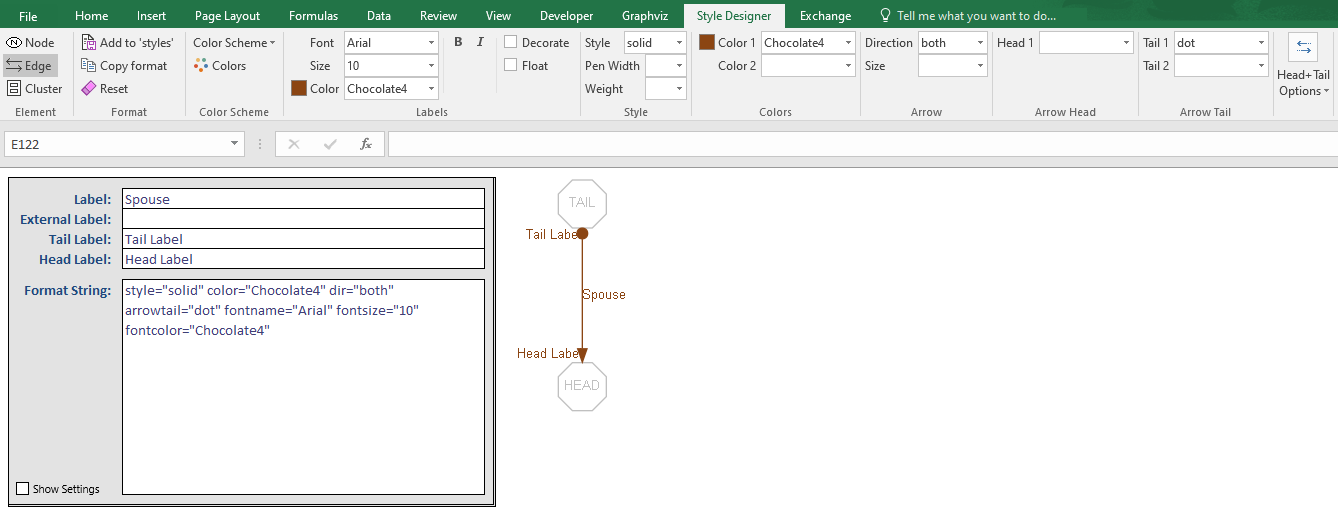 File Home Insert Page Layout Formulas Data Review View Developer Graphviz Style Designer Exchange Tell me what you want to do...
Node Add to 'styles' Color Scheme Font Arial B I Decorate Style solid Color 1 Chocolate4 Direction both Head 1 Tail 1 dot
Edge Copy format Colors Size 10 Float Pen Width Color 2 Size Tail 2 Head+Tail
Cluster Reset Color Chocolate4 Weight Options
Element Format Color Scheme Labels Style Colors Arrow Arrow Head Arrow Tail
E122 fx
Label: Spouse
External Label:
Tail Label: Tail Label
Head Label: Head Label
Format String: style="solid" color="Chocolate4" dir="both"
arrowtail="dot" fontname="Arial" fontsize="10"
fontcolor="Chocolate4"
Show Settings
TAIL
Tail Label
Spouse
Head Label
HEAD